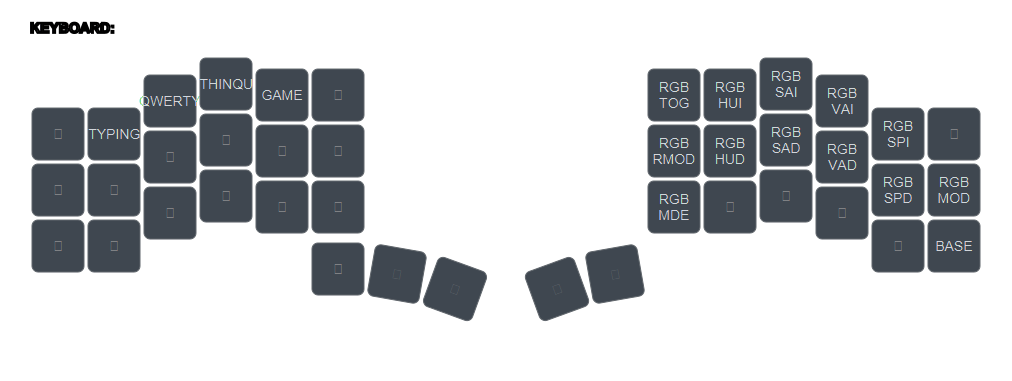 KEYBOARD:
TYPING
QWERTY
THINQU
GAME
RGB
TOG
RGB
HUI
RGB
SAI
RGB
VAI
RGB
SPI
RGB
RMOD
RGB
HUD
RGB
SAD
RGB
VAD
RGB
SPD
RGB
MOD
RGB
MDE
BASE